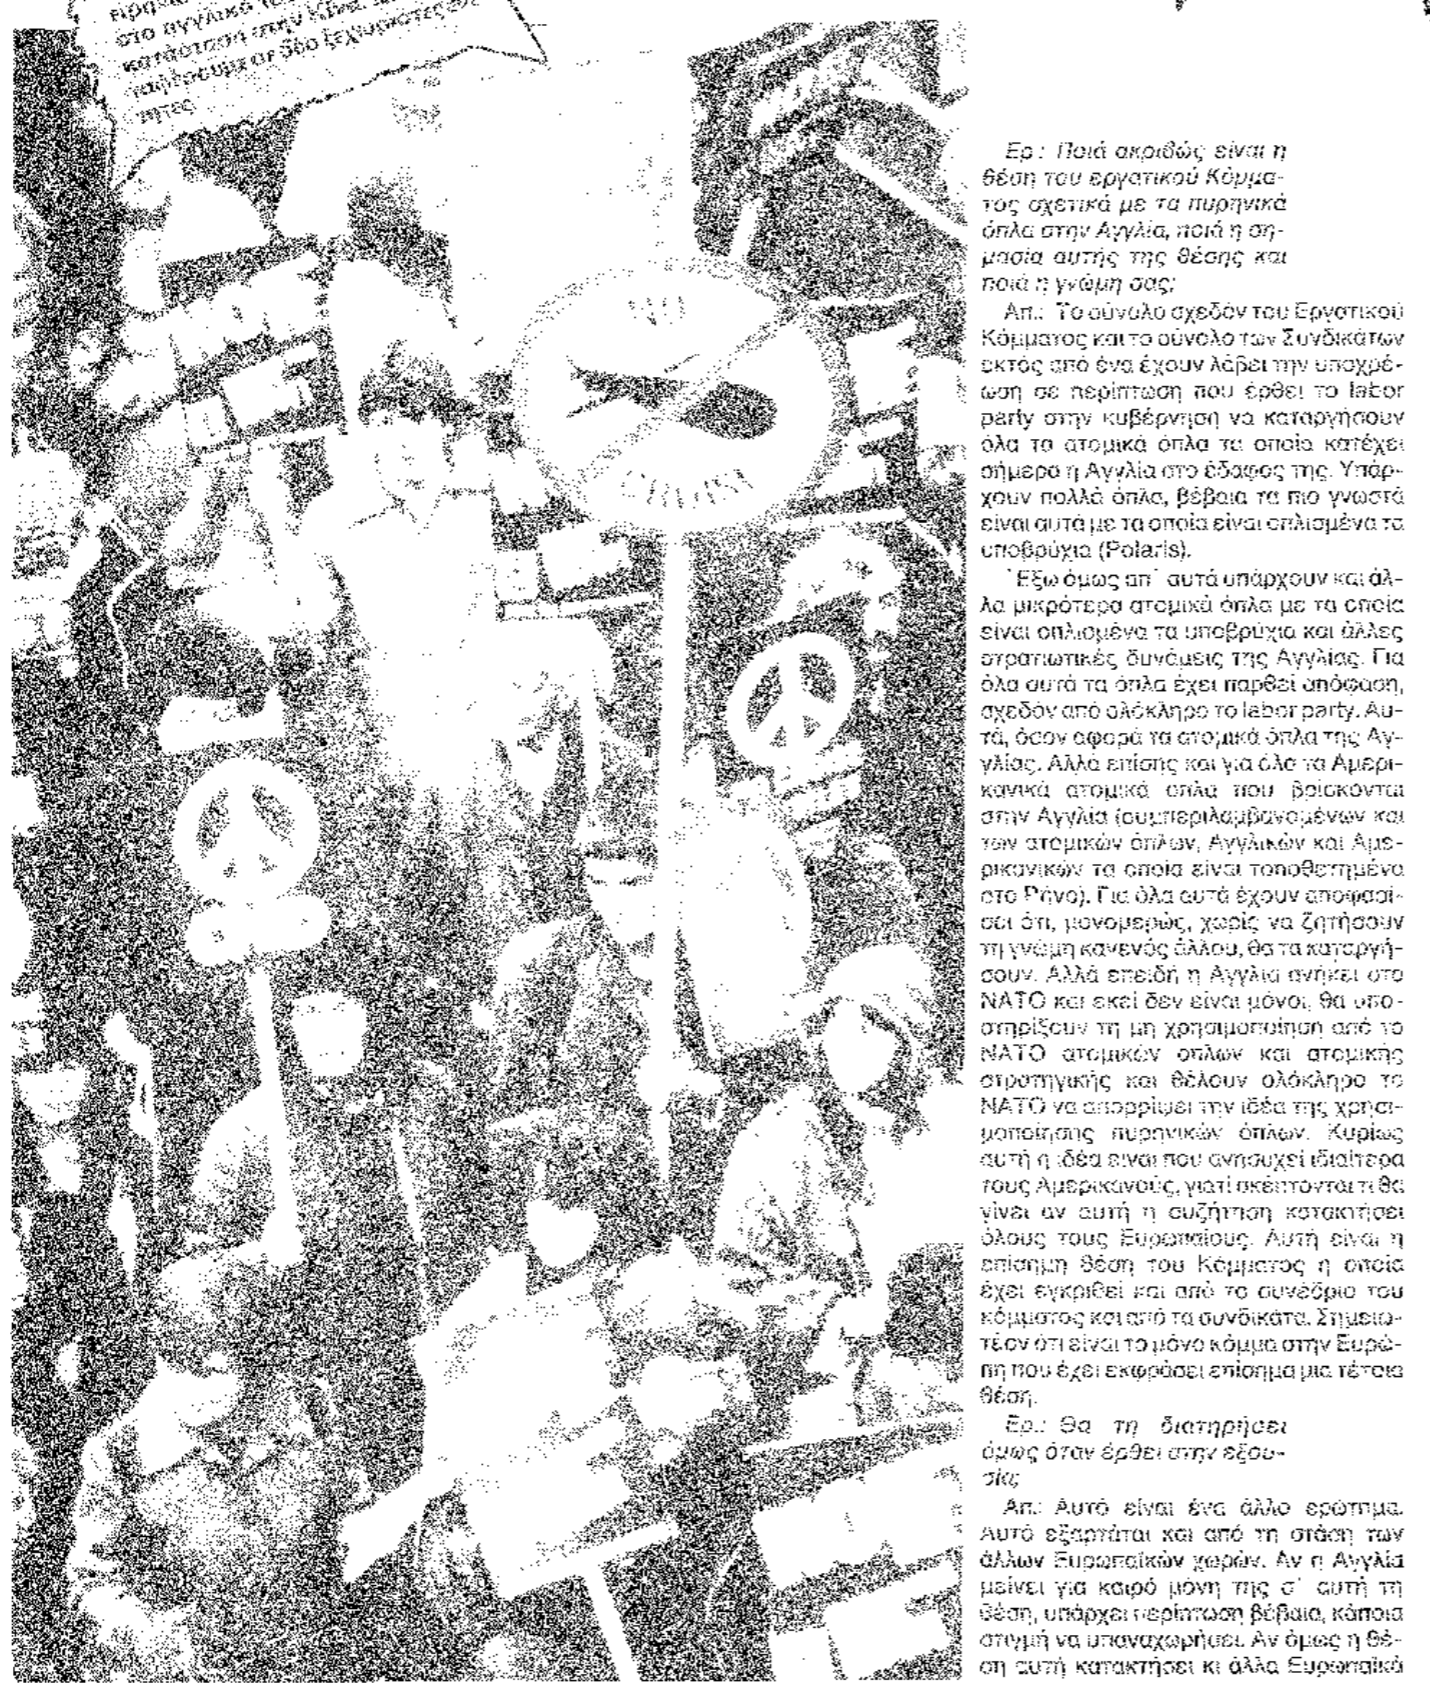 στο αγγλικό
κατάσταση στην Κίνα.
δύο ξεχωριστές
NO
CRUISE
Ερ.: Ποιά ακριβώς είναι η
θέση του εργατικού Κόμμα-
τος σχετικά με τα πυρηνικά
όπλα στην Αγγλία, ποιά η ση-
μασία αυτής της θέσης και
ποιά η γνώμη σας;
Απ.: Το σύνολο σχεδόν του Εργατικού
Κόμματος και το σύνολο των Συνδικάτων
εκτός από ένα έχουν λάβει την υποχρέ-
ωση σε περίπτωση που έρθει το labor
party στην κυβέρνηση να καταργήσουν
όλα τα ατομικά όπλα τα οποία κατέχει
σήμερα η Αγγλία στο έδαφος της. Υπάρ-
χουν πολλά όπλα, βέβαια τα πιο γνωστά
είναι αυτά με τα οποία είναι οπλισμένα τα
υποβρύχια (Polaris).
Έξω όμως απ' αυτά υπάρχουν και άλ-
λα μικρότερα ατομικά όπλα με τα οποία
είναι οπλισμένα τα υποβρύχια και άλλες
στρατιωτικές δυνάμεις της Αγγλίας. Για
όλα αυτά τα όπλα έχει παρθεί απόφαση,
σχεδόν από ολόκληρο το labor party. Αυ-
τά, όσον αφορά τα ατομικά όπλα της Αγ-
γλίας. Αλλά επίσης και για όλα τα Αμερι-
κανικά ατομικά όπλα που βρίσκονται
στην Αγγλία (συμπεριλαμβανομένων και
των ατομικών όπλων, Αγγλικών και Αμε-
ρικανικών τα οποία είναι τοποθετημένα
στο Ρήνο). Για όλα αυτά έχουν αποφασί-
σει ότι, μονομερώς, χωρίς να ζητήσουν
τη γνώμη κανενός άλλου, θα τα καταργή-
σουν. Αλλά επειδή η Αγγλία ανήκει στο
ΝΑΤΟ και εκεί δεν είναι μόνοι, θα υπο-
στηρίξουν τη μη χρησιμοποίηση από το
ΝΑΤΟ ατομικών όπλων και ατομικής
στρατηγικής και θέλουν ολόκληρο το
ΝΑΤΟ να απορρίψει την ιδέα της χρησι-
μοποίησης πυρηνικών όπλων. Κυρίως
αυτή η ιδέα είναι που ανησυχεί ιδιαίτερα
τους Αμερικανούς, γιατί σκέπτονται τι θα
γίνει αν αυτή η συζήτηση κατακτήσει
όλους τους Ευρωπαίους. Αυτή είναι η
επίσημη θέση του Κόμματος η οποία
έχει εγκριθεί και από το συνέδριο του
κόμματος και από τα συνδικάτα. Σημειω-
τέον ότι είναι το μόνο κόμμα στην Ευρώ-
πη που έχει εκφράσει επίσημα μια τέτοια
θέση.
Ερ.: Θα τη διατηρήσει
όμως όταν έρθει στην εξου-
σία;
Απ.: Αυτό είναι ένα άλλο ερώτημα.
Αυτό εξαρτάται και από τη στάση των
άλλων Ευρωπαϊκών χωρών. Αν η Αγγλία
μείνει για καιρό μόνη της σ' αυτή τη
θέση, υπάρχει περίπτωση βέβαια, κάποια
στιγμή να υπαναχωρήσει. Αν όμως η θέ-
ση αυτή κατακτήσει κι άλλα Ευρωπαϊκά